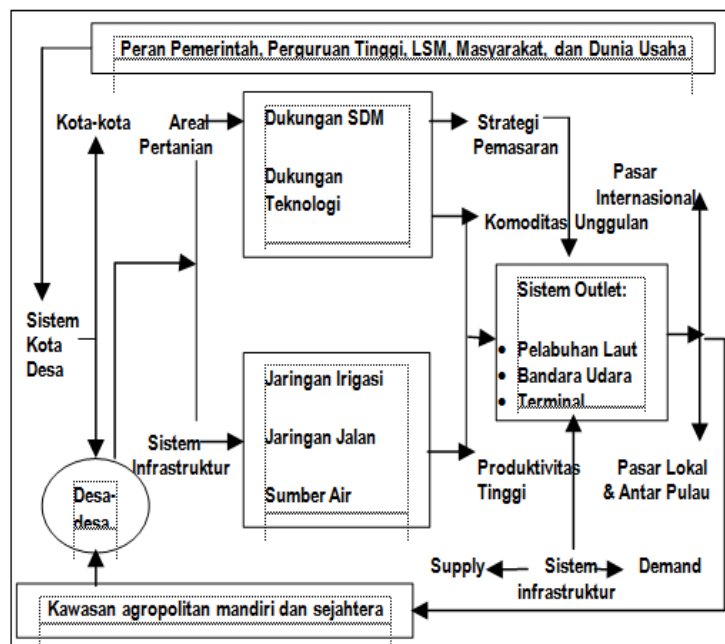 Peran Pemerintah, Perguruan Tinggi, LSM, Masyarakat, dan Dunia Usaha
Kota-kota
Areal
Pertanian
Dukungan SDM
Dukungan
Teknologi
Strategi
Pemasaran
Pasar
Internasional
Komoditas Unggulan
Sistem
Kota
Desa
Sistem Outlet:
• Pelabuhan Laut
• Bandara Udara
• Terminal
Jaringan Irigasi
Jaringan Jalan
Sumber Air
Sistem
Infrastruktur
Produktivitas
Tinggi
Pasar Lokal
& Antar Pulau
Desa-
desa
Supply
Sistem
infrastruktur
Demand
Kawasan agropolitan mandiri dan sejahtera